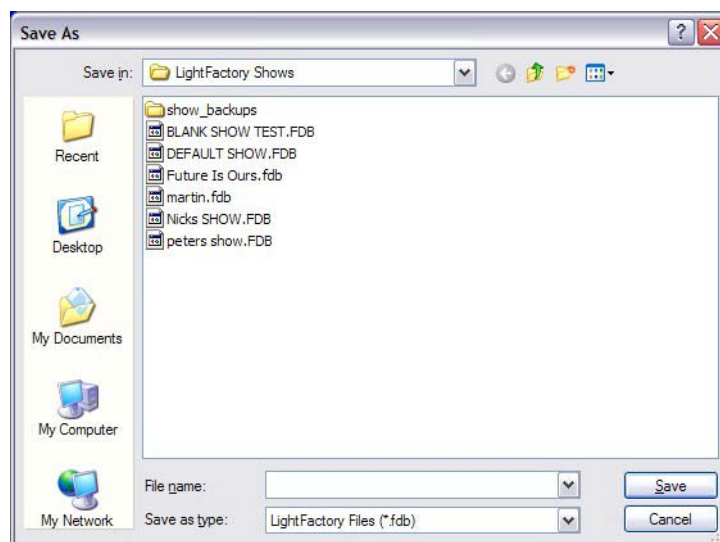 Save As
Save in: LightFactory Shows
show_backups
BLANK SHOW TEST.FDB
DEFAULT SHOW.FDB
Future Is Ours.fdb
martin.fdb
Nicks SHOW.FDB
peters show.FDB
Recent
Desktop
My Documents
My Computer
My Network
File name:
Save
Save as type: LightFactory Files (*.fdb)
Cancel